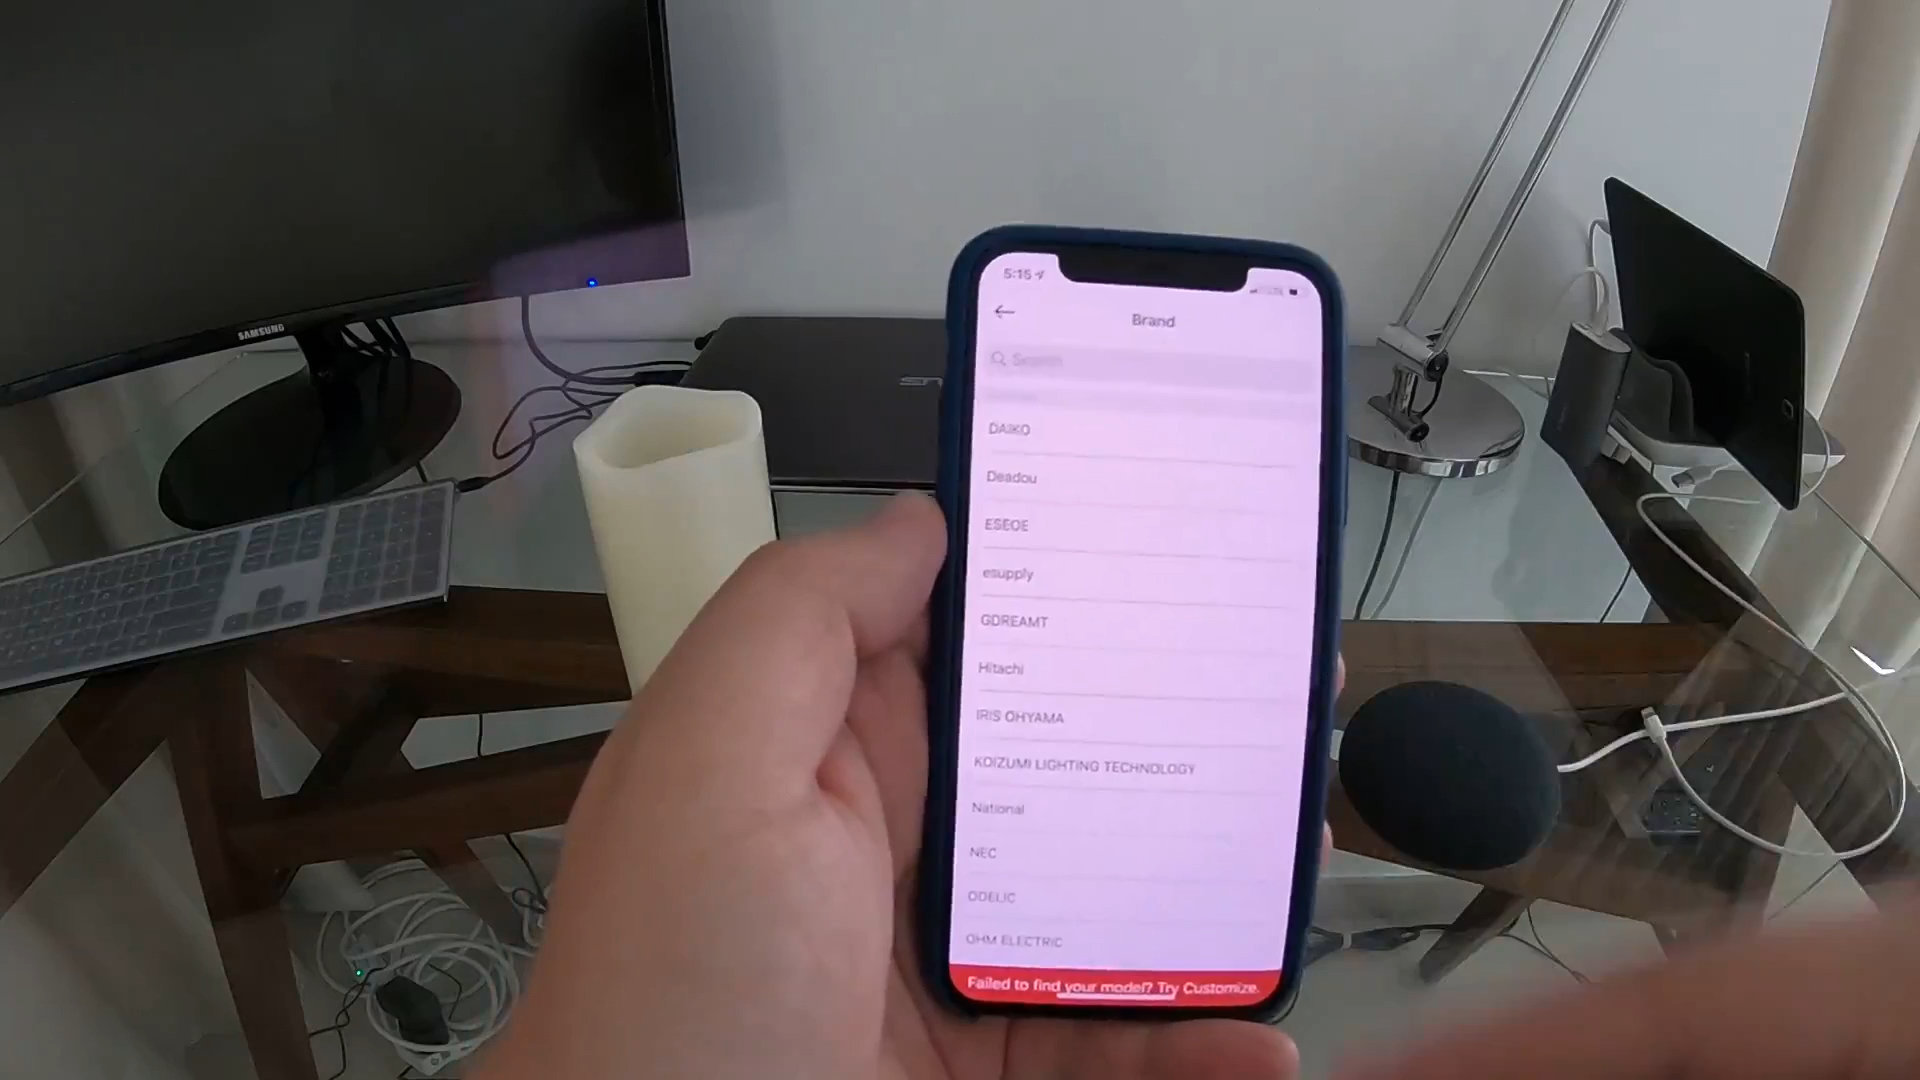 SAMSUNG
5:15
Brand
Search
DAIKO
Deadou
ESEOE
esupply
GDREAMT
Hitachi
IRIS OHYAMA
KOIZUMI LIGHTING TECHNOLOGY
National
NEC
ODELIC
OHM ELECTRIC
Failed to find your model? Try Customize.